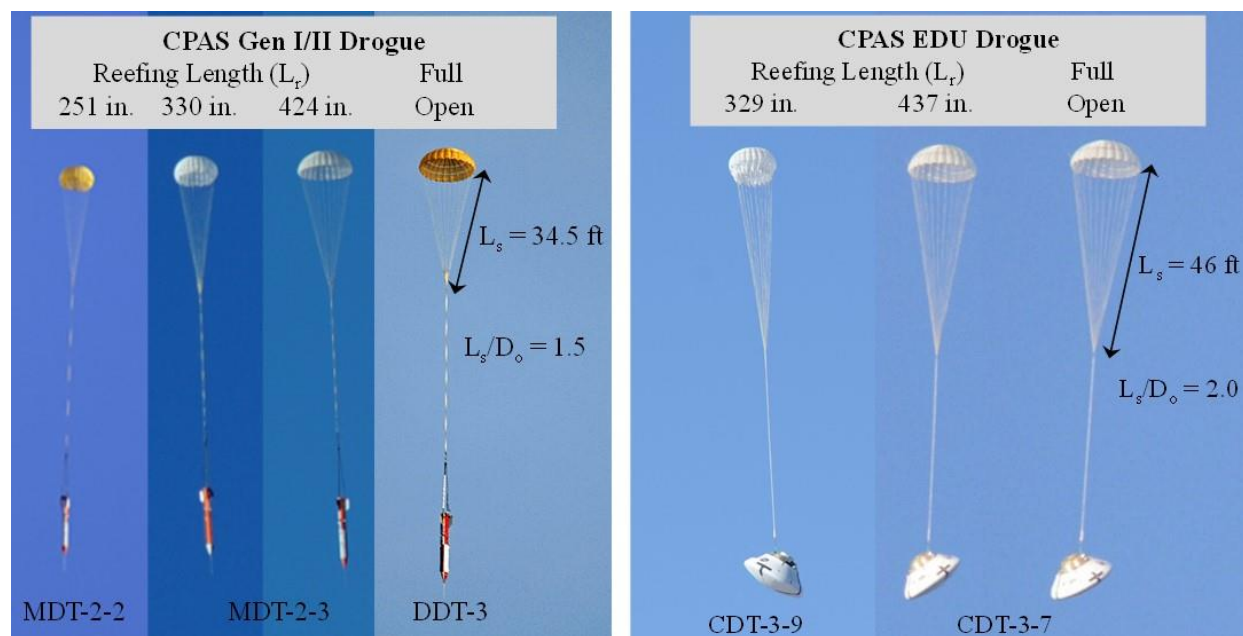 CPAS Gen I/II Drogue
Reefing Length (Lᵣ) Full
251 in. 330 in. 424 in. Open
Lₛ = 34.5 ft
Lₛ/Dₒ = 1.5
MDT-2-2 MDT-2-3 DDT-3
CPAS EDU Drogue
Reefing Length (Lᵣ) Full
329 in. 437 in. Open
Lₛ = 46 ft
Lₛ/Dₒ = 2.0
CDT-3-9 CDT-3-7